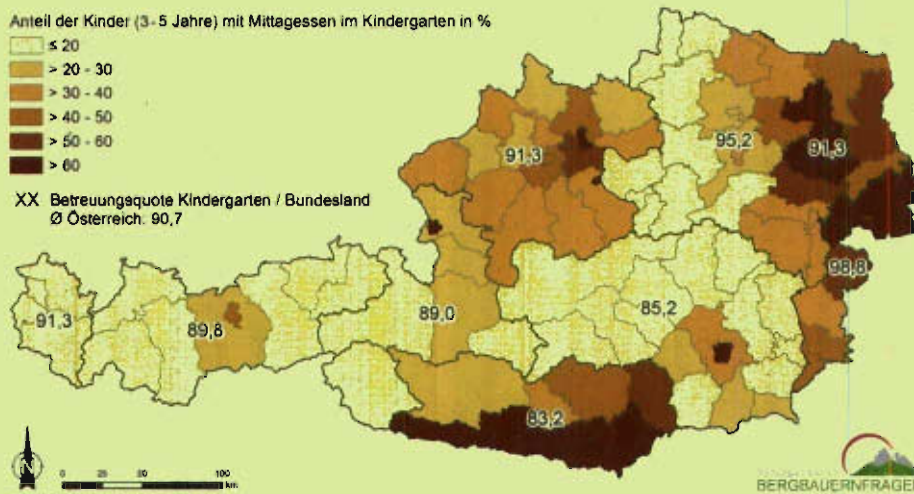 Anteil der Kinder (3-5 Jahre) mit Mittagessen im Kindergarten in %
≤ 20
> 20 - 30
> 30 - 40
> 40 - 50
> 50 - 60
> 60
XX Betreuungsquote Kindergarten / Bundesland
Ø Österreich: 90,7
95,2
91,3
91,3
98,8
91,3
89,8
89,0
85,2
83,2
N
0 25 50 100
km
BERGBAUERNFRAGEN